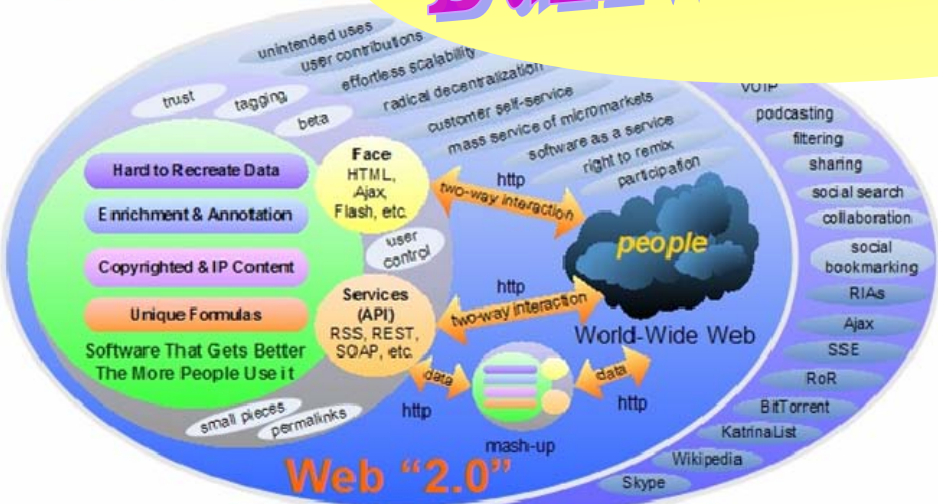 unintended uses
user contributions
effortless scalability
radical decentralization
customer self-service
mass service of micromarkets
software as a service
right to remix
participation
trust
tagging
beta
Hard to Recreate Data
Enrichment & Annotation
Copyrighted & IP Content
Unique Formulas
Software That Gets Better
The More People Use it
Face
HTML,
Ajax,
Flash, etc.
user
control
Services
(API)
RSS, REST,
SOAP, etc.
http
two-way interaction
http
two-way interaction
people
World-Wide Web
data
http
data
http
mash-up
small pieces
permalinks
Web “2.0”
VOIP
podcasting
filtering
sharing
social search
collaboration
social
bookmarking
RIAs
Ajax
SSE
RoR
BitTorrent
KatrinaList
Wikipedia
Skype